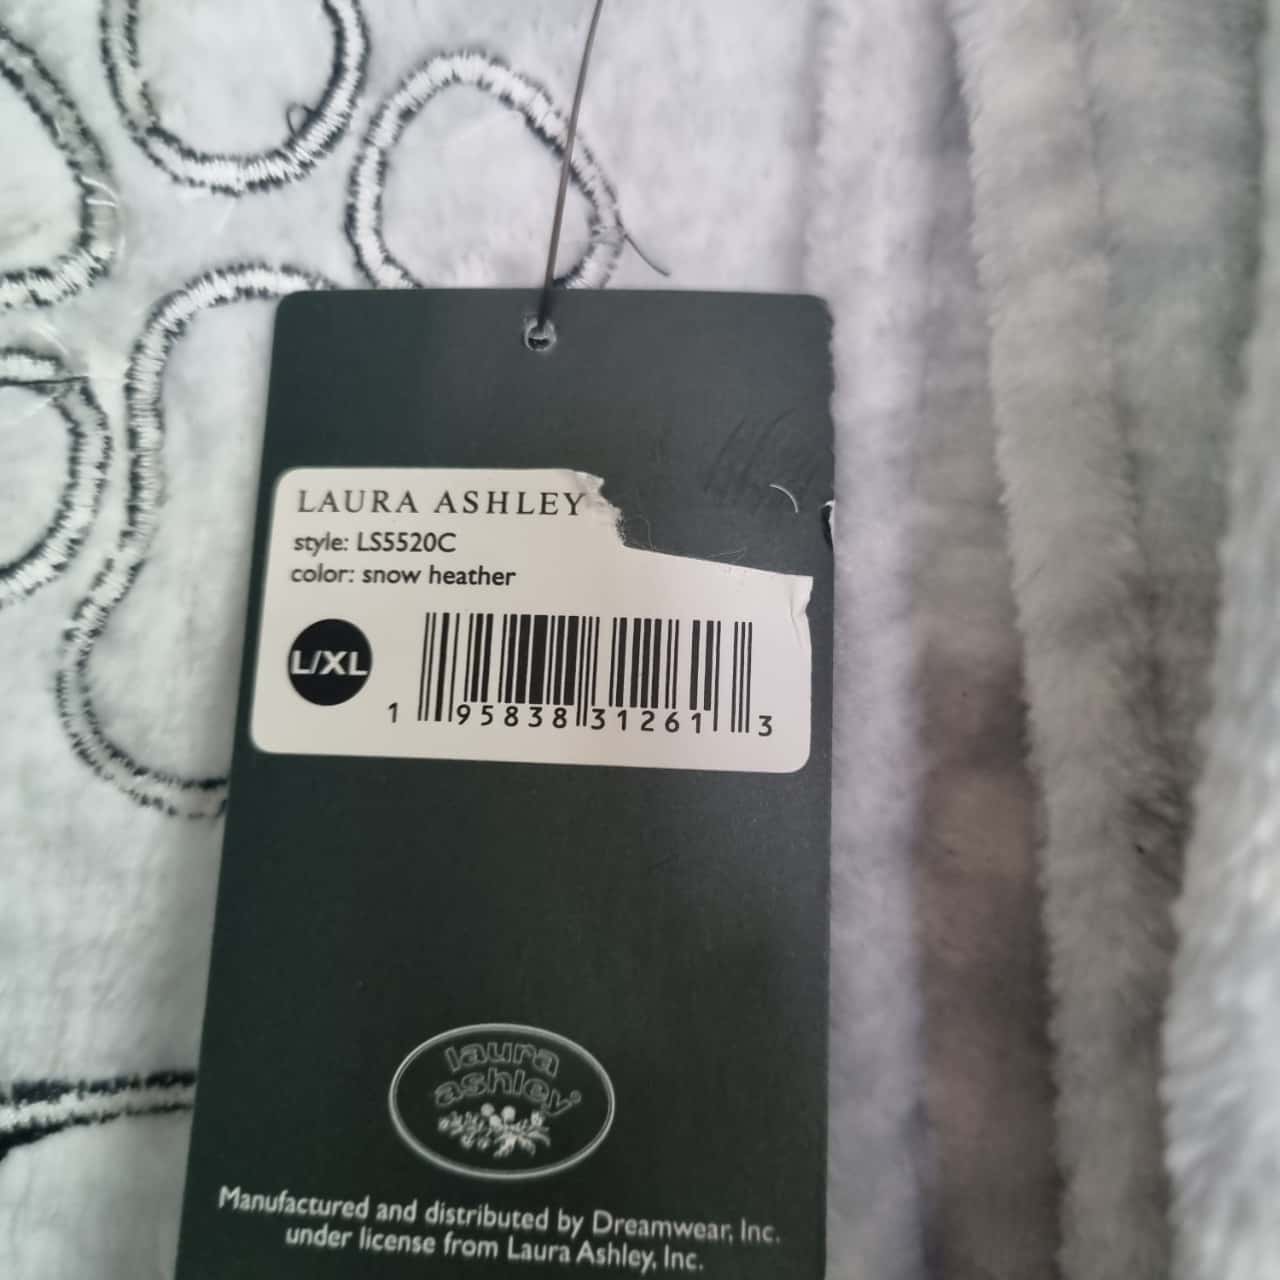 LAURA ASHLEY
style: LS5520C
color: snow heather
L/XL
1 95838 31261 3
laura
ashley®
Manufactured and distributed by Dreamwear, Inc.
under license from Laura Ashley, Inc.